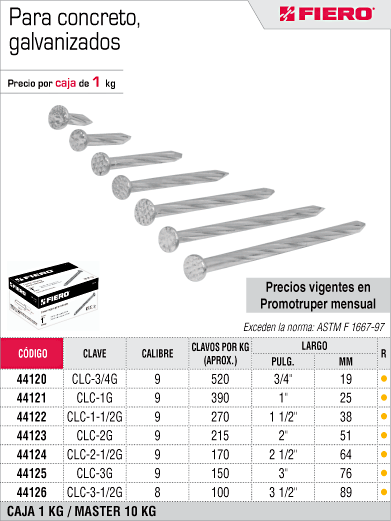 Para concreto,
galvanizados
FIERO®
Precio por caja de 1 kg
FIERO
1
Precios vigentes en
Promotruper mensual
Exceden la norma: ASTM F 1667-97
CÓDIGO CLAVE CALIBRE CLAVOS POR KG (APROX.) LARGO R
PULG. MM
44120 CLC-3/4G 9 520 3/4" 19
44121 CLC-1G 9 390 1" 25
44122 CLC-1-1/2G 9 270 1 1/2" 38
44123 CLC-2G 9 215 2" 51
44124 CLC-2-1/2G 9 170 2 1/2" 64
44125 CLC-3G 9 150 3" 76
44126 CLC-3-1/2G 8 100 3 1/2" 89
CAJA 1 KG / MASTER 10 KG